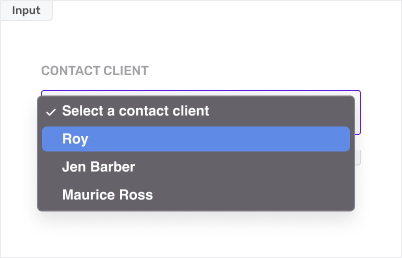 Input
CONTACT CLIENT
✓ Select a contact client
Roy
Jen Barber
Maurice Ross